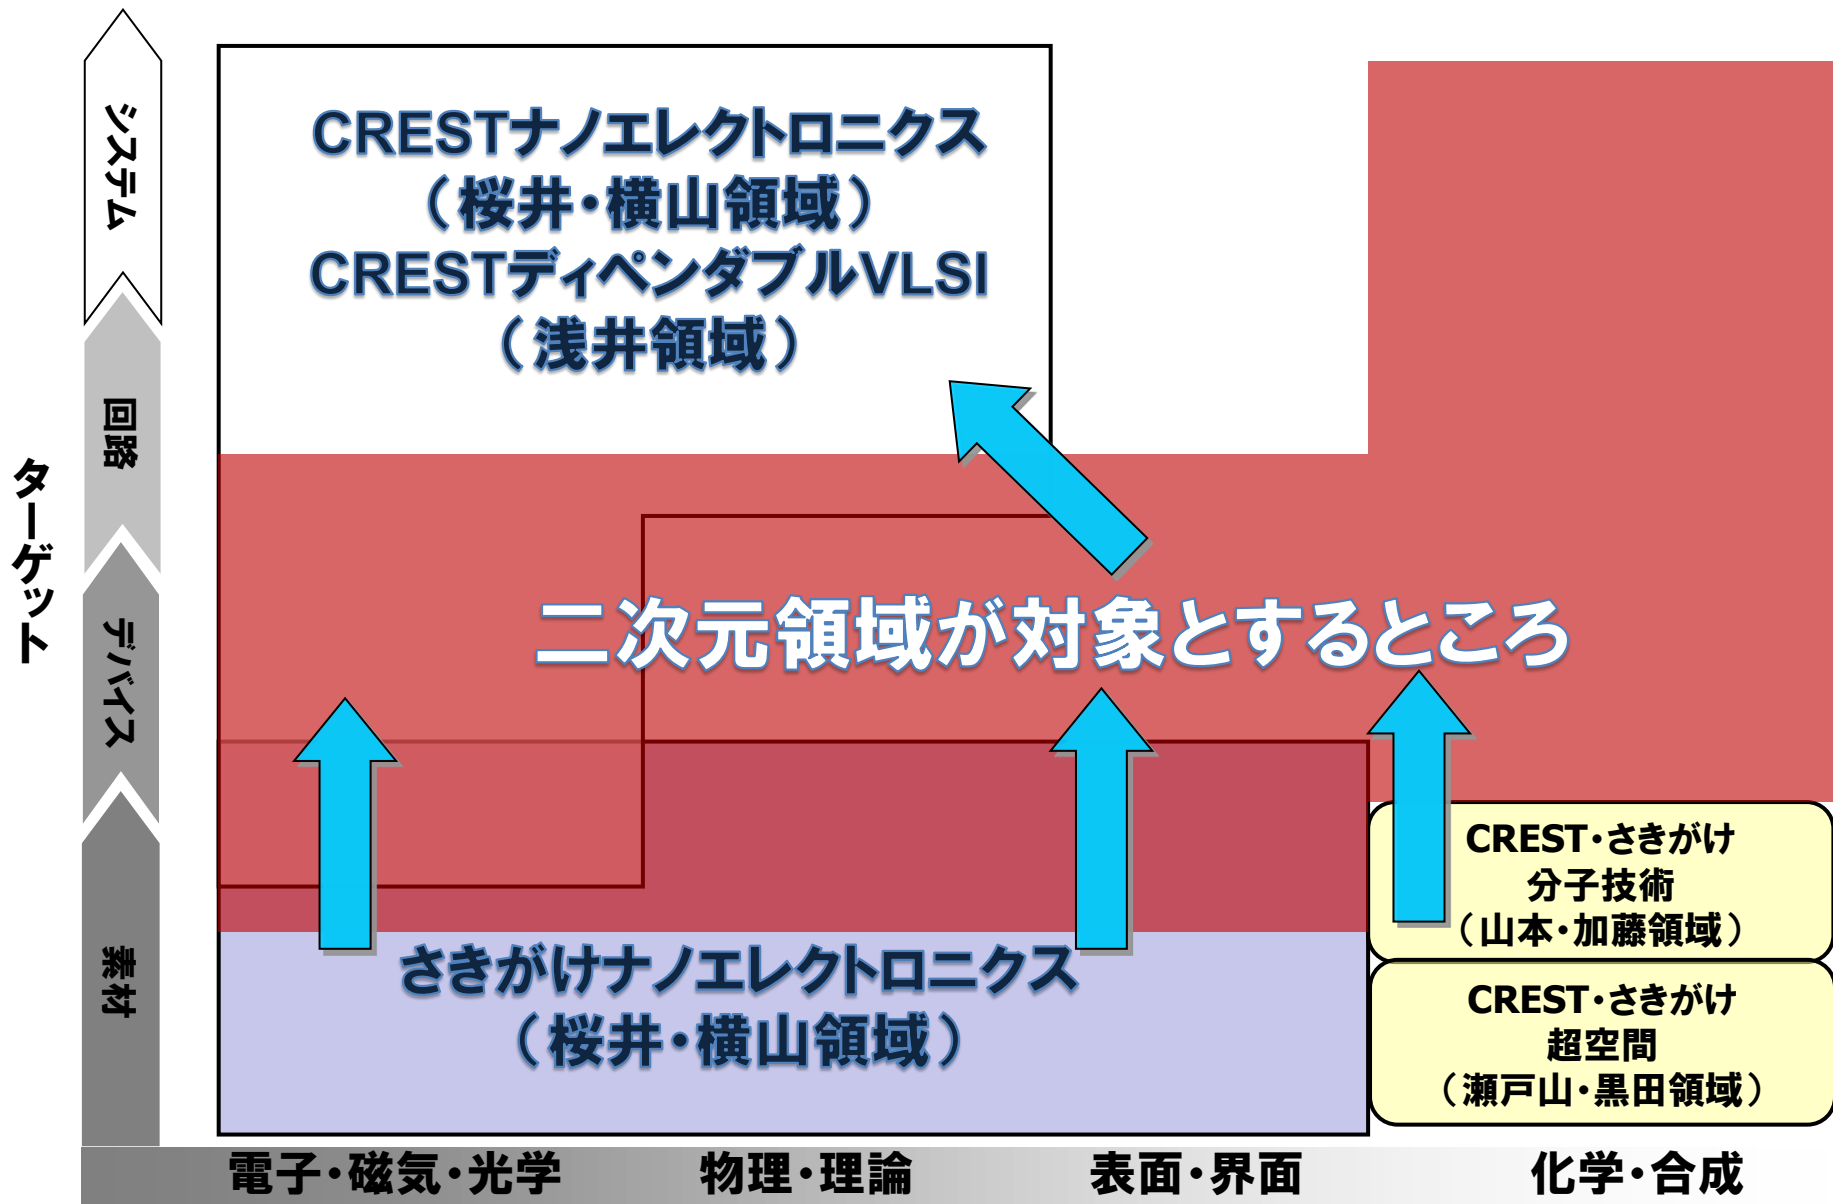 ターゲット
システム
回路
デバイス
素材
CRESTナノエレクトロニクス
（桜井・横山領域）
CRESTディペンダブルVLSI
（浅井領域）
二次元領域が対象とするところ
さきがけナノエレクトロニクス
（桜井・横山領域）
CREST・さきがけ
分子技術
（山本・加藤領域）
CREST・さきがけ
超空間
（瀬戸山・黒田領域）
電子・磁気・光学
物理・理論
表面・界面
化学・合成